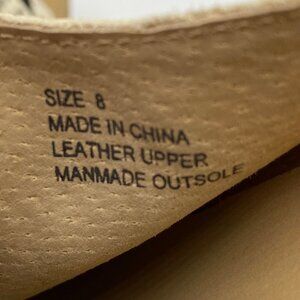 SIZE 8
MADE IN CHINA
LEATHER UPPER
MANMADE OUTSOLE